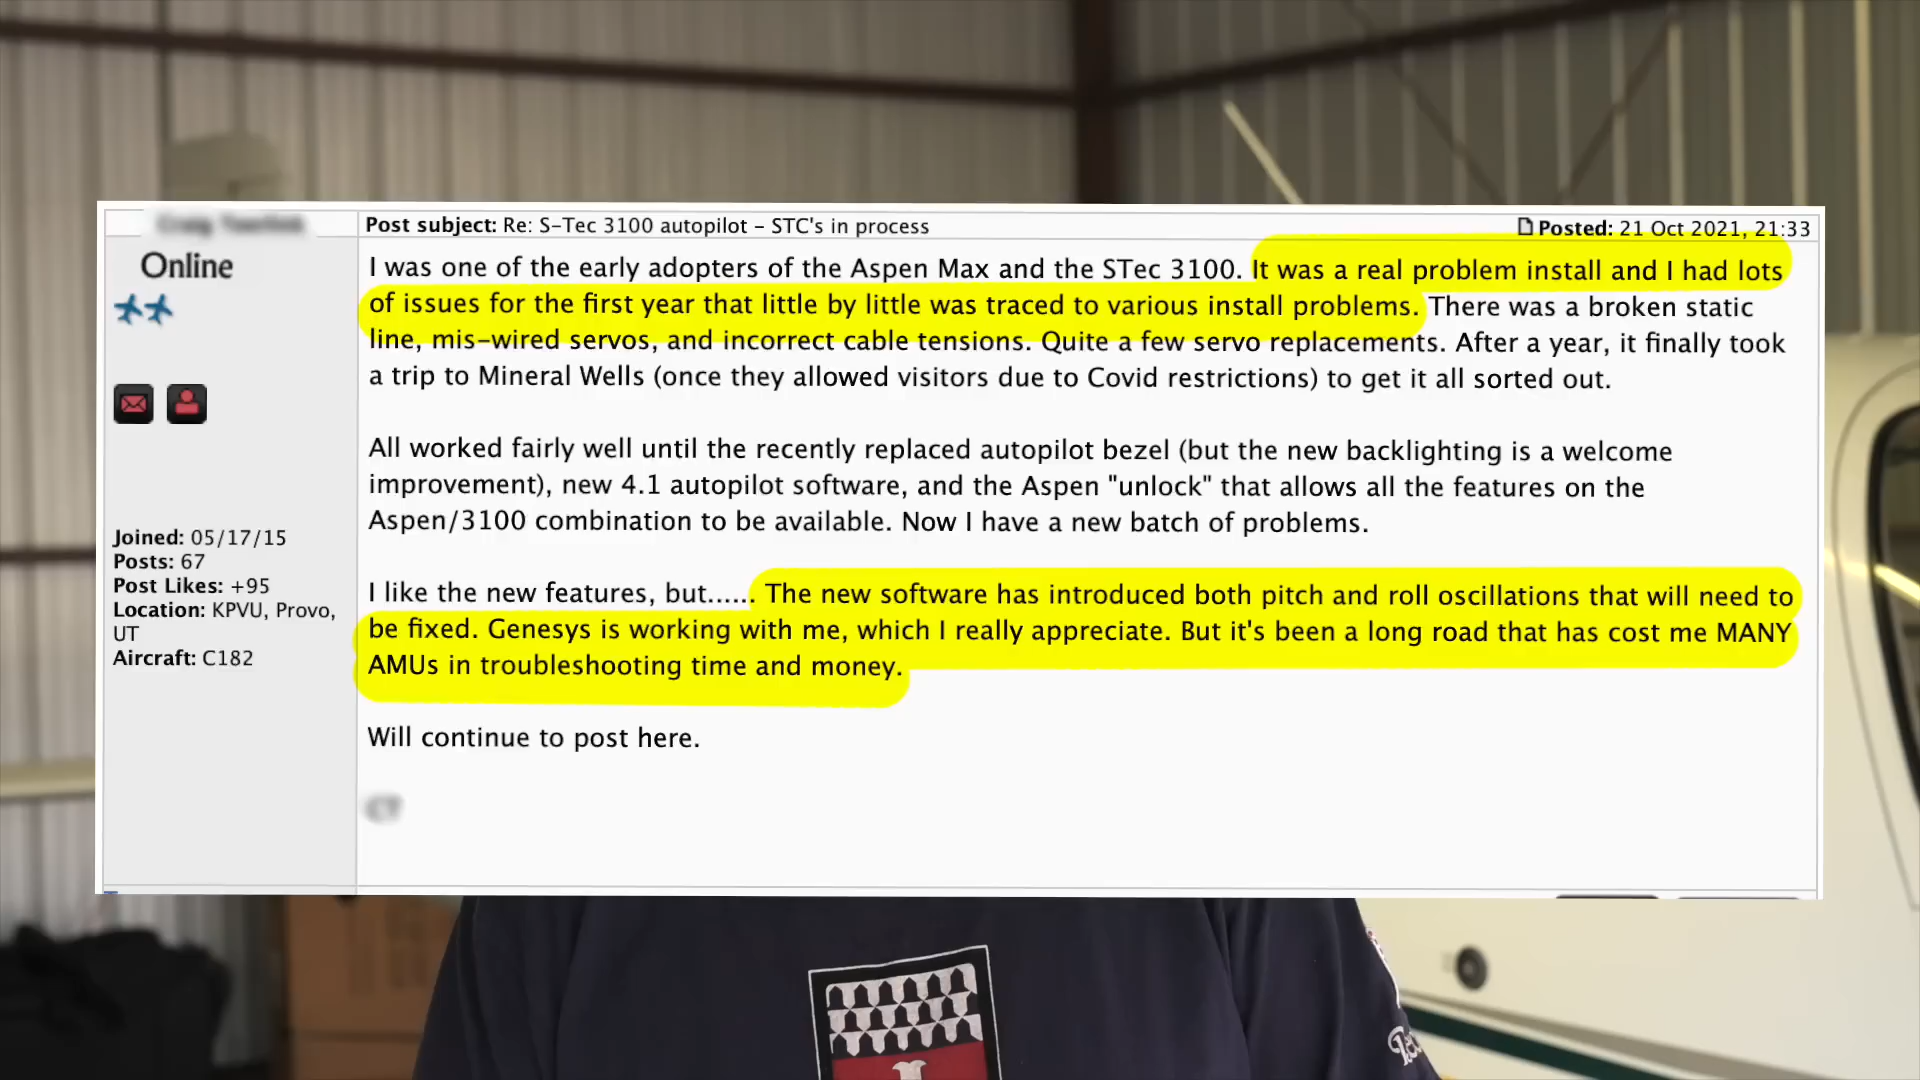 Post subject: Re: S-Tec 3100 autopilot - STC's in process
Posted: 21 Oct 2021, 21:33
Online
I was one of the early adopters of the Aspen Max and the STec 3100. It was a real problem install and I had lots
of issues for the first year that little by little was traced to various install problems. There was a broken static
line, mis-wired servos, and incorrect cable tensions. Quite a few servo replacements. After a year, it finally took
a trip to Mineral Wells (once they allowed visitors due to Covid restrictions) to get it all sorted out.
All worked fairly well until the recently replaced autopilot bezel (but the new backlighting is a welcome
improvement), new 4.1 autopilot software, and the Aspen "unlock" that allows all the features on the
Aspen/3100 combination to be available. Now I have a new batch of problems.
I like the new features, but...... The new software has introduced both pitch and roll oscillations that will need to
be fixed. Genesys is working with me, which I really appreciate. But it's been a long road that has cost me MANY
AMUs in troubleshooting time and money.
Will continue to post here.
Joined: 05/17/15
Posts: 67
Post Likes: +95
Location: KPVU, Provo,
UT
Aircraft: C182